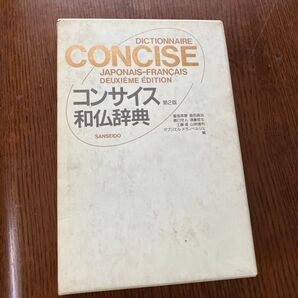 DICTIONNAIRE
CONCISE
JAPONAIS-FRANÇAIS
DEUXIÈME ÉDITION
コンサイス
和仏辞典 第2版
SANSEIDO
編